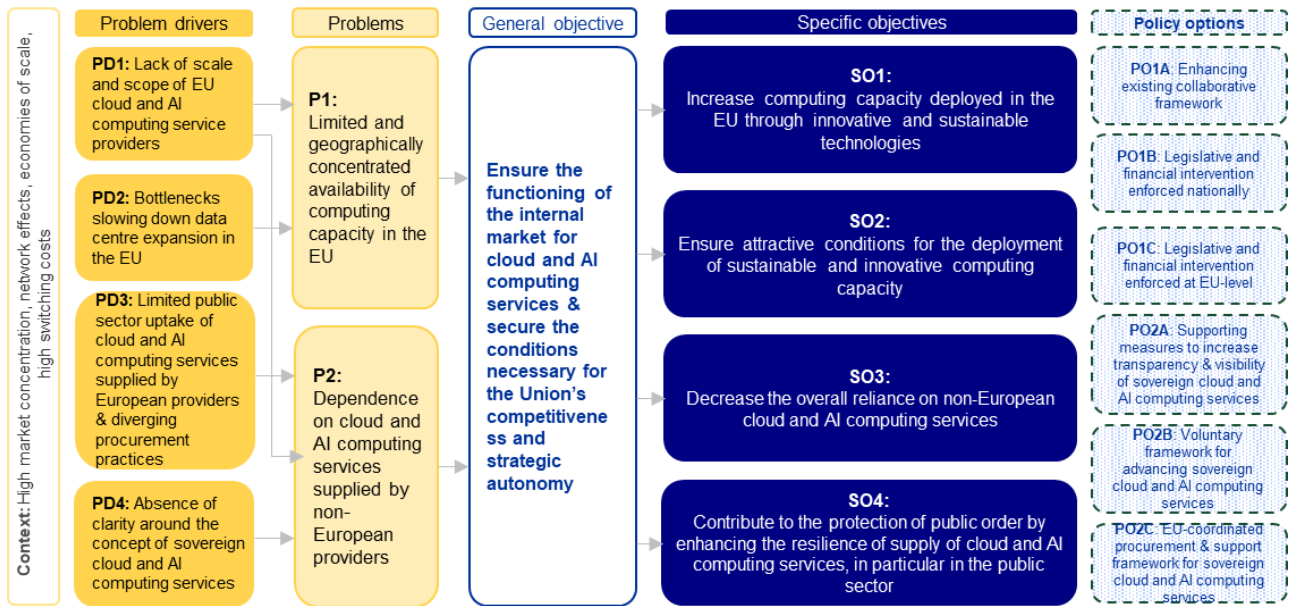 Context: High market concentration, network effects, economies of scale,
high switching costs
Problem drivers
PD1: Lack of scale
and scope of EU
cloud and AI
computing service
providers
PD2: Bottlenecks
slowing down data
centre expansion in
the EU
PD3: Limited public
sector uptake of
cloud and AI
computing services
supplied by
European providers
& diverging
procurement
practices
PD4: Absence of
clarity around the
concept of sovereign
cloud and AI
computing services
Problems
P1:
Limited and
geographically
concentrated
availability of
computing
capacity in the
EU
P2:
Dependence
on cloud and
AI computing
services
supplied by
non-
European
providers
General objective
Ensure the
functioning of
the internal
market for
cloud and AI
computing
services &
secure the
conditions
necessary for
the Union's
competitivene
ss and
strategic
autonomy
Specific objectives
SO1:
Increase computing capacity deployed in the
EU through innovative and sustainable
technologies
SO2:
Ensure attractive conditions for the deployment
of sustainable and innovative computing
capacity
SO3:
Decrease the overall reliance on non-European
cloud and AI computing services
SO4:
Contribute to the protection of public order by
enhancing the resilience of supply of cloud and AI
computing services, in particular in the public
sector
Policy options
PO1A: Enhancing
existing collaborative
framework
PO1B: Legislative and
financial intervention
enforced nationally
PO1C: Legislative and
financial intervention
enforced at EU-level
PO2A: Supporting
measures to increase
transparency & visibility
of sovereign cloud and
AI computing services
PO2B: Voluntary
framework for
advancing sovereign
cloud and AI computing
services
PO2C: EU-coordinated
procurement & support
framework for sovereign
cloud and AI computing
services